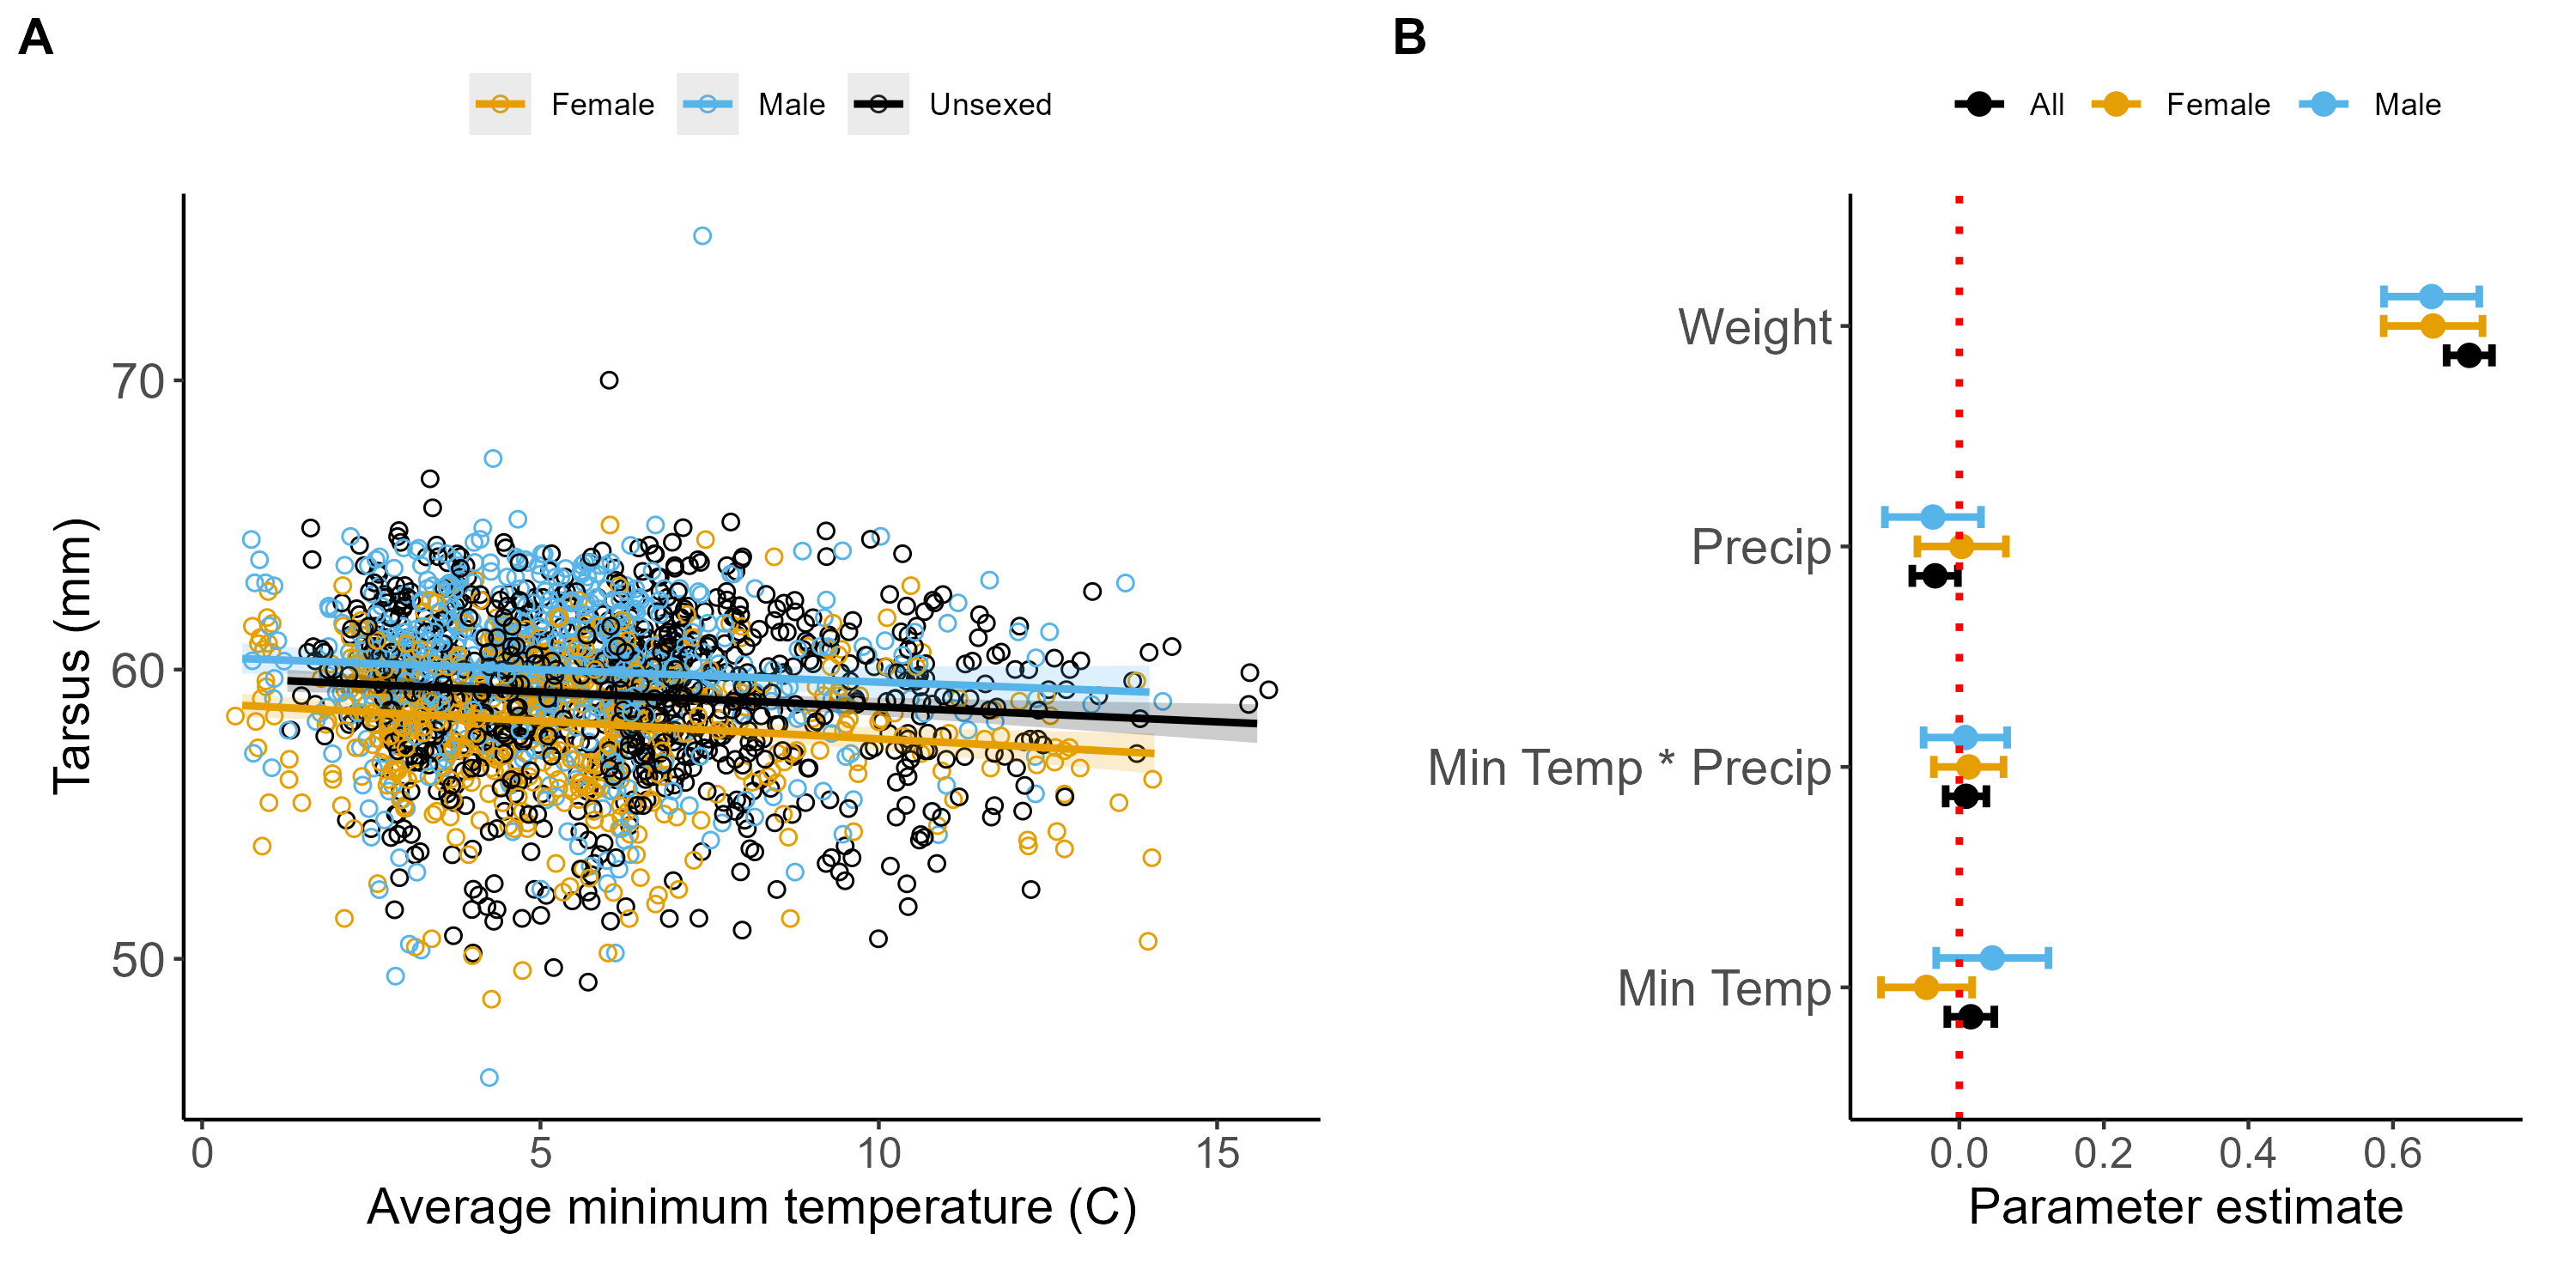 A
Female Male Unsexed
Tarsus (mm)
70
60
50
0 5 10 15
Average minimum temperature (C)
B
All Female Male
Weight
Precip
Min Temp * Precip
Min Temp
0.0 0.2 0.4 0.6
Parameter estimate